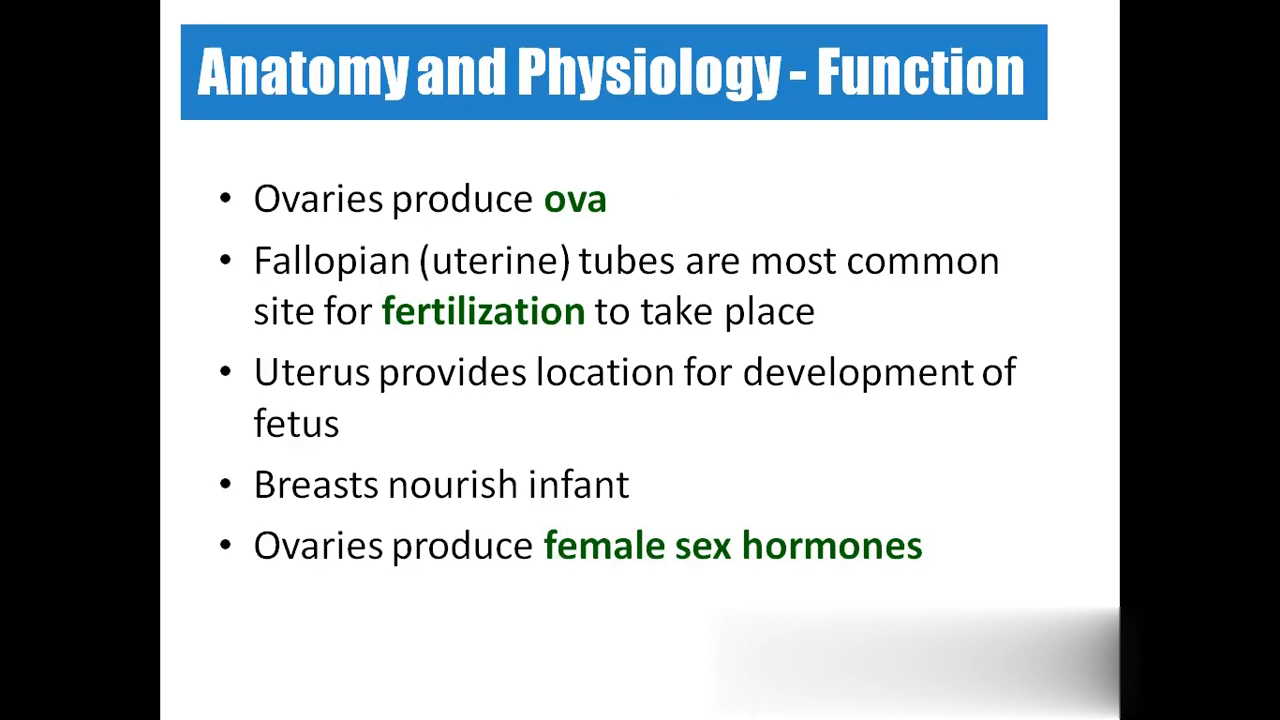 Anatomy and Physiology - Function
• Ovaries produce ova
• Fallopian (uterine) tubes are most common
site for fertilization to take place
• Uterus provides location for development of
fetus
• Breasts nourish infant
• Ovaries produce female sex hormones